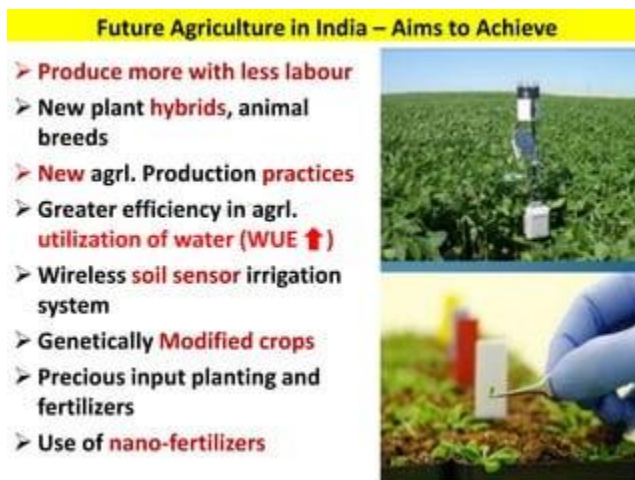 Future Agriculture in India – Aims to Achieve
➢ Produce more with less labour
➢ New plant hybrids, animal
breeds
➢ New agrl. Production practices
➢ Greater efficiency in agrl.
utilization of water (WUE ⬆)
➢ Wireless soil sensor irrigation
system
➢ Genetically Modified crops
➢ Precious input planting and
fertilizers
➢ Use of nano-fertilizers